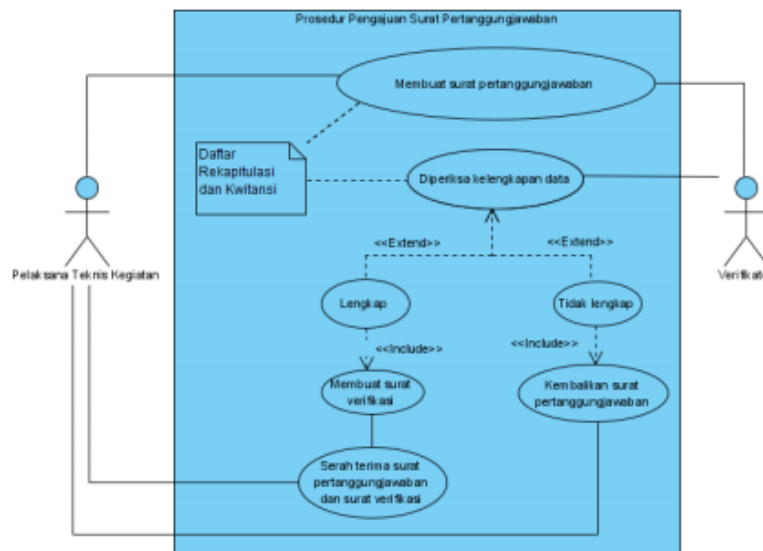 Prosedur Pengajuan Surat Pertanggungjawaban
Membuat surat pertanggungjawaban
Daftar
Rekapitulasi
dan Kwitansi
Diperiksa kelengkapan data
<<Extend>>
<<Extend>>
Pelaksana Teknis Kegiatan
Verifikato
Lengkap
Tidak lengkap
<<Include>>
<<Include>>
Membuat surat
verifikasi
Kembalikan surat
pertanggungjawaban
Serah terima surat
pertanggungjawaban
dan surat verifikasi